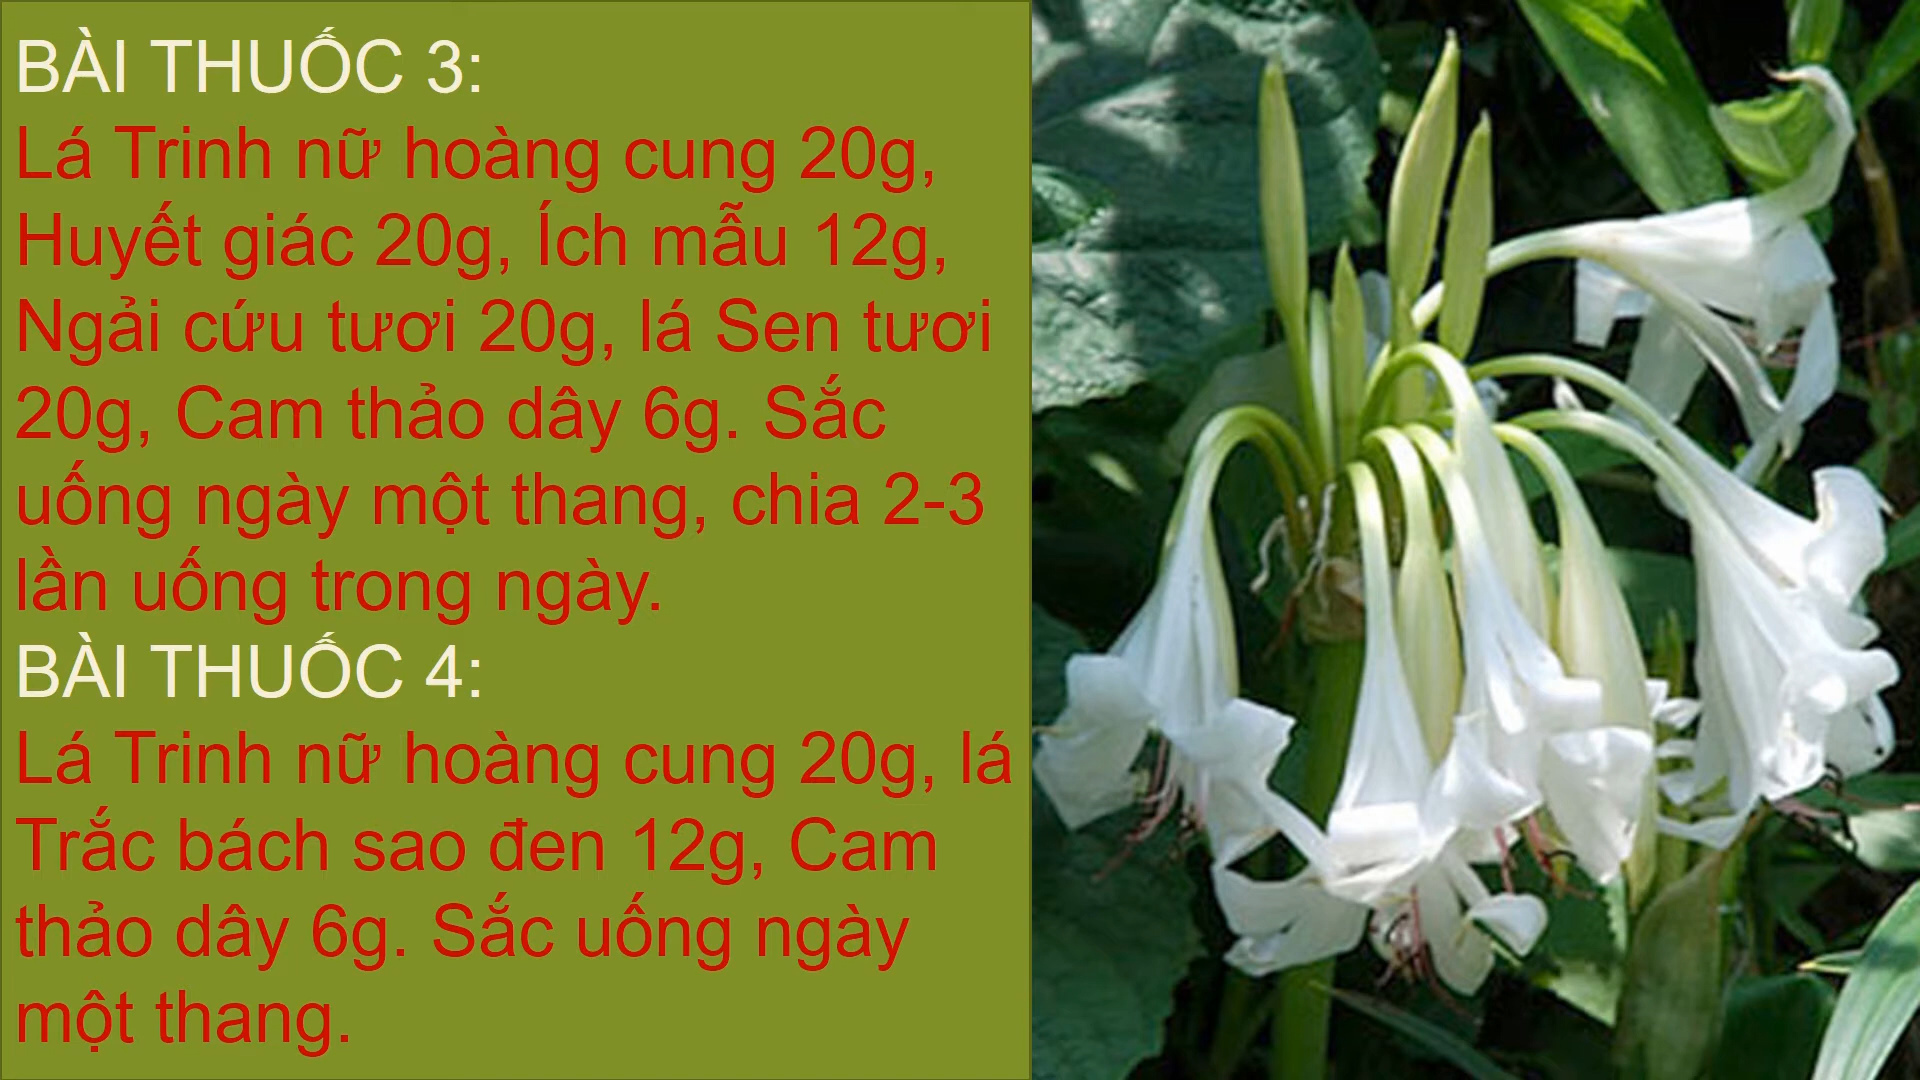 BÀI THUỐC 3:
Lá Trinh nữ hoàng cung 20g,
Huyết giác 20g, Ích mẫu 12g,
Ngải cứu tươi 20g, lá Sen tươi
20g, Cam thảo dây 6g. Sắc
uống ngày một thang, chia 2-3
lần uống trong ngày.
BÀI THUỐC 4:
Lá Trinh nữ hoàng cung 20g, lá
Trắc bách sao đen 12g, Cam
thảo dây 6g. Sắc uống ngày
một thang.